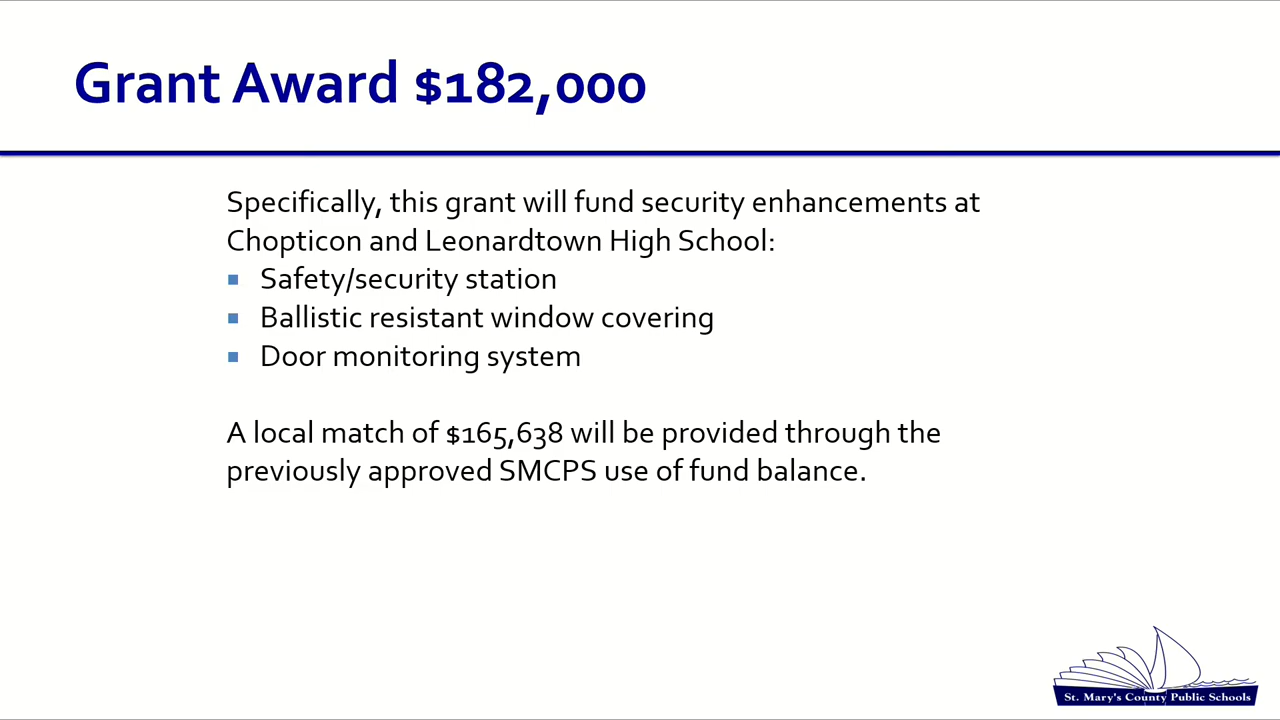 Grant Award $182,000
Specifically, this grant will fund security enhancements at
Chopticon and Leonardtown High School:
▪ Safety/security station
▪ Ballistic resistant window covering
▪ Door monitoring system
A local match of $165,638 will be provided through the
previously approved SMCPS use of fund balance.
St. Mary's County Public Schools